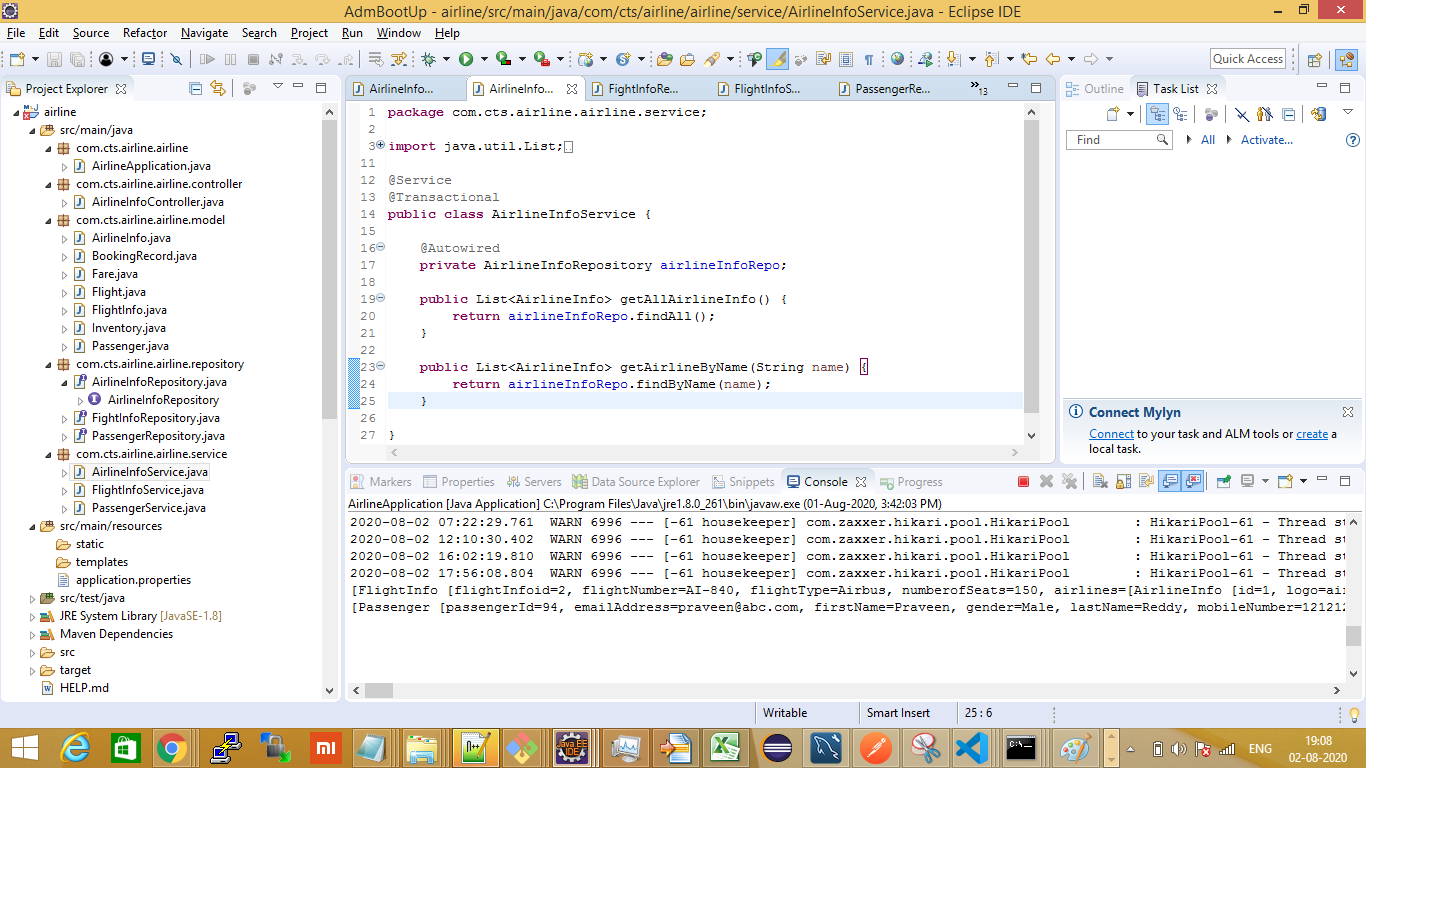 AdmBootUp - airline/src/main/java/com/cts/airline/airline/service/AirlineInfoService.java - Eclipse IDE
File Edit Source Refactor Navigate Search Project Run Window Help
Quick Access
Project Explorer
airline
src/main/java
com.cts.airline.airline
AirlineApplication.java
com.cts.airline.airline.controller
AirlineInfoController.java
com.cts.airline.airline.model
AirlineInfo.java
BookingRecord.java
Fare.java
Flight.java
FlightInfo.java
Inventory.java
Passenger.java
com.cts.airline.airline.repository
AirlineInfoRepository.java
AirlineInfoRepository
FightInfoRepository.java
PassengerRepository.java
com.cts.airline.airline.service
AirlineInfoService.java
FlightInfoService.java
PassengerService.java
src/main/resources
static
templates
application.properties
src/test/java
JRE System Library [JavaSE-1.8]
Maven Dependencies
src
target
HELP.md
AirlineInfo... AirlineInfo... FightInfoRe... FlightInfoS... PassengerRe... »13
1 package com.cts.airline.airline.service;
2
3 import java.util.List;
11
12 @Service
13 @Transactional
14 public class AirlineInfoService {
15
16 @Autowired
17 private AirlineInfoRepository airlineInfoRepo;
18
19 public List<AirlineInfo> getAllAirlineInfo() {
20 return airlineInfoRepo.findAll();
21 }
22
23 public List<AirlineInfo> getAirlineByName(String name) {
24 return airlineInfoRepo.findByName(name);
25 }
26
27 }
Outline Task List
Find All Activate...
Connect Mylyn
Connect to your task and ALM tools or create a
local task.
Markers Properties Servers Data Source Explorer Snippets Console Progress
AirlineApplication [Java Application] C:\Program Files\Java\jre1.8.0_261\bin\javaw.exe (01-Aug-2020, 3:42:03 PM)
2020-08-02 07:22:29.761 WARN 6996 --- [-61 housekeeper] com.zaxxer.hikari.pool.HikariPool : HikariPool-61 - Thread st
2020-08-02 12:10:30.402 WARN 6996 --- [-61 housekeeper] com.zaxxer.hikari.pool.HikariPool : HikariPool-61 - Thread st
2020-08-02 16:02:19.810 WARN 6996 --- [-61 housekeeper] com.zaxxer.hikari.pool.HikariPool : HikariPool-61 - Thread st
2020-08-02 17:56:08.804 WARN 6996 --- [-61 housekeeper] com.zaxxer.hikari.pool.HikariPool : HikariPool-61 - Thread st
[FlightInfo [flightInfoid=2, flightNumber=AI-840, flightType=Airbus, numberofSeats=150, airlines=[AirlineInfo [id=1, logo=air
[Passenger [passengerId=94, emailAddress=praveen@abc.com, firstName=Praveen, gender=Male, lastName=Reddy, mobileNumber=121212
Writable Smart Insert 25 : 6
ENG
19:08
02-08-2020